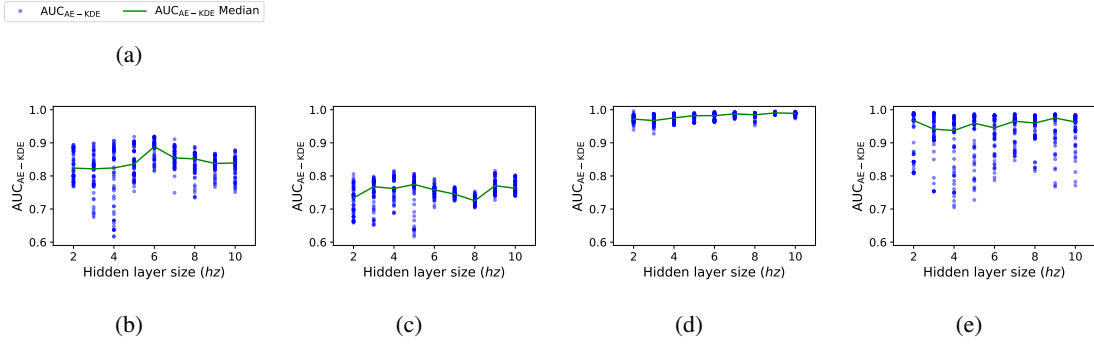 AUC_AE−KDE
AUC_AE−KDE Median
(a)
1.0
0.9
0.8
0.7
0.6
AUC_AE−KDE
2 4 6 8 10
Hidden layer size (hz)
(b)
1.0
0.9
0.8
0.7
0.6
AUC_AE−KDE
2 4 6 8 10
Hidden layer size (hz)
(c)
1.0
0.9
0.8
0.7
0.6
AUC_AE−KDE
2 4 6 8 10
Hidden layer size (hz)
(d)
1.0
0.9
0.8
0.7
0.6
AUC_AE−KDE
2 4 6 8 10
Hidden layer size (hz)
(e)